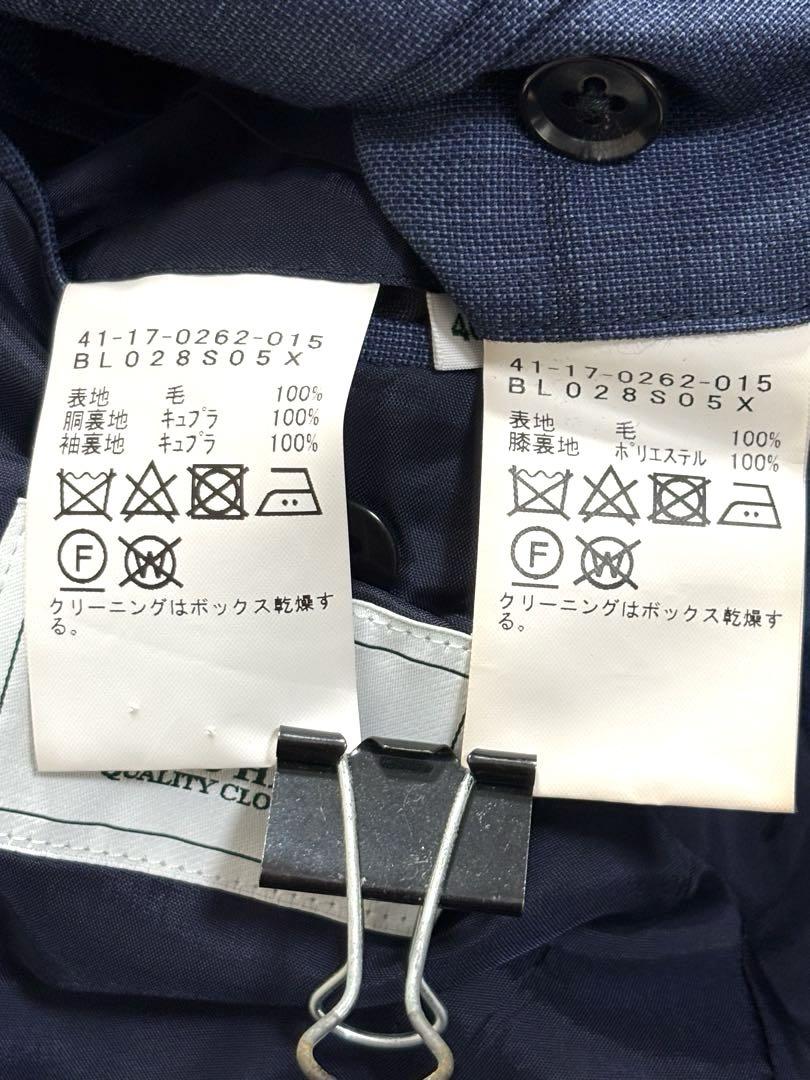 41-17-0262-015
BL028S05X
表地 毛 100%
胴裏地 キュプラ 100%
袖裏地 キュプラ 100%
F
W
クリーニングはボックス乾燥す
る。
41-17-0262-015
BL028S05X
表地 毛 100%
膝裏地 ポリエステル 100%
F
W
クリーニングはボックス乾燥す
る。
QUALITY CLO